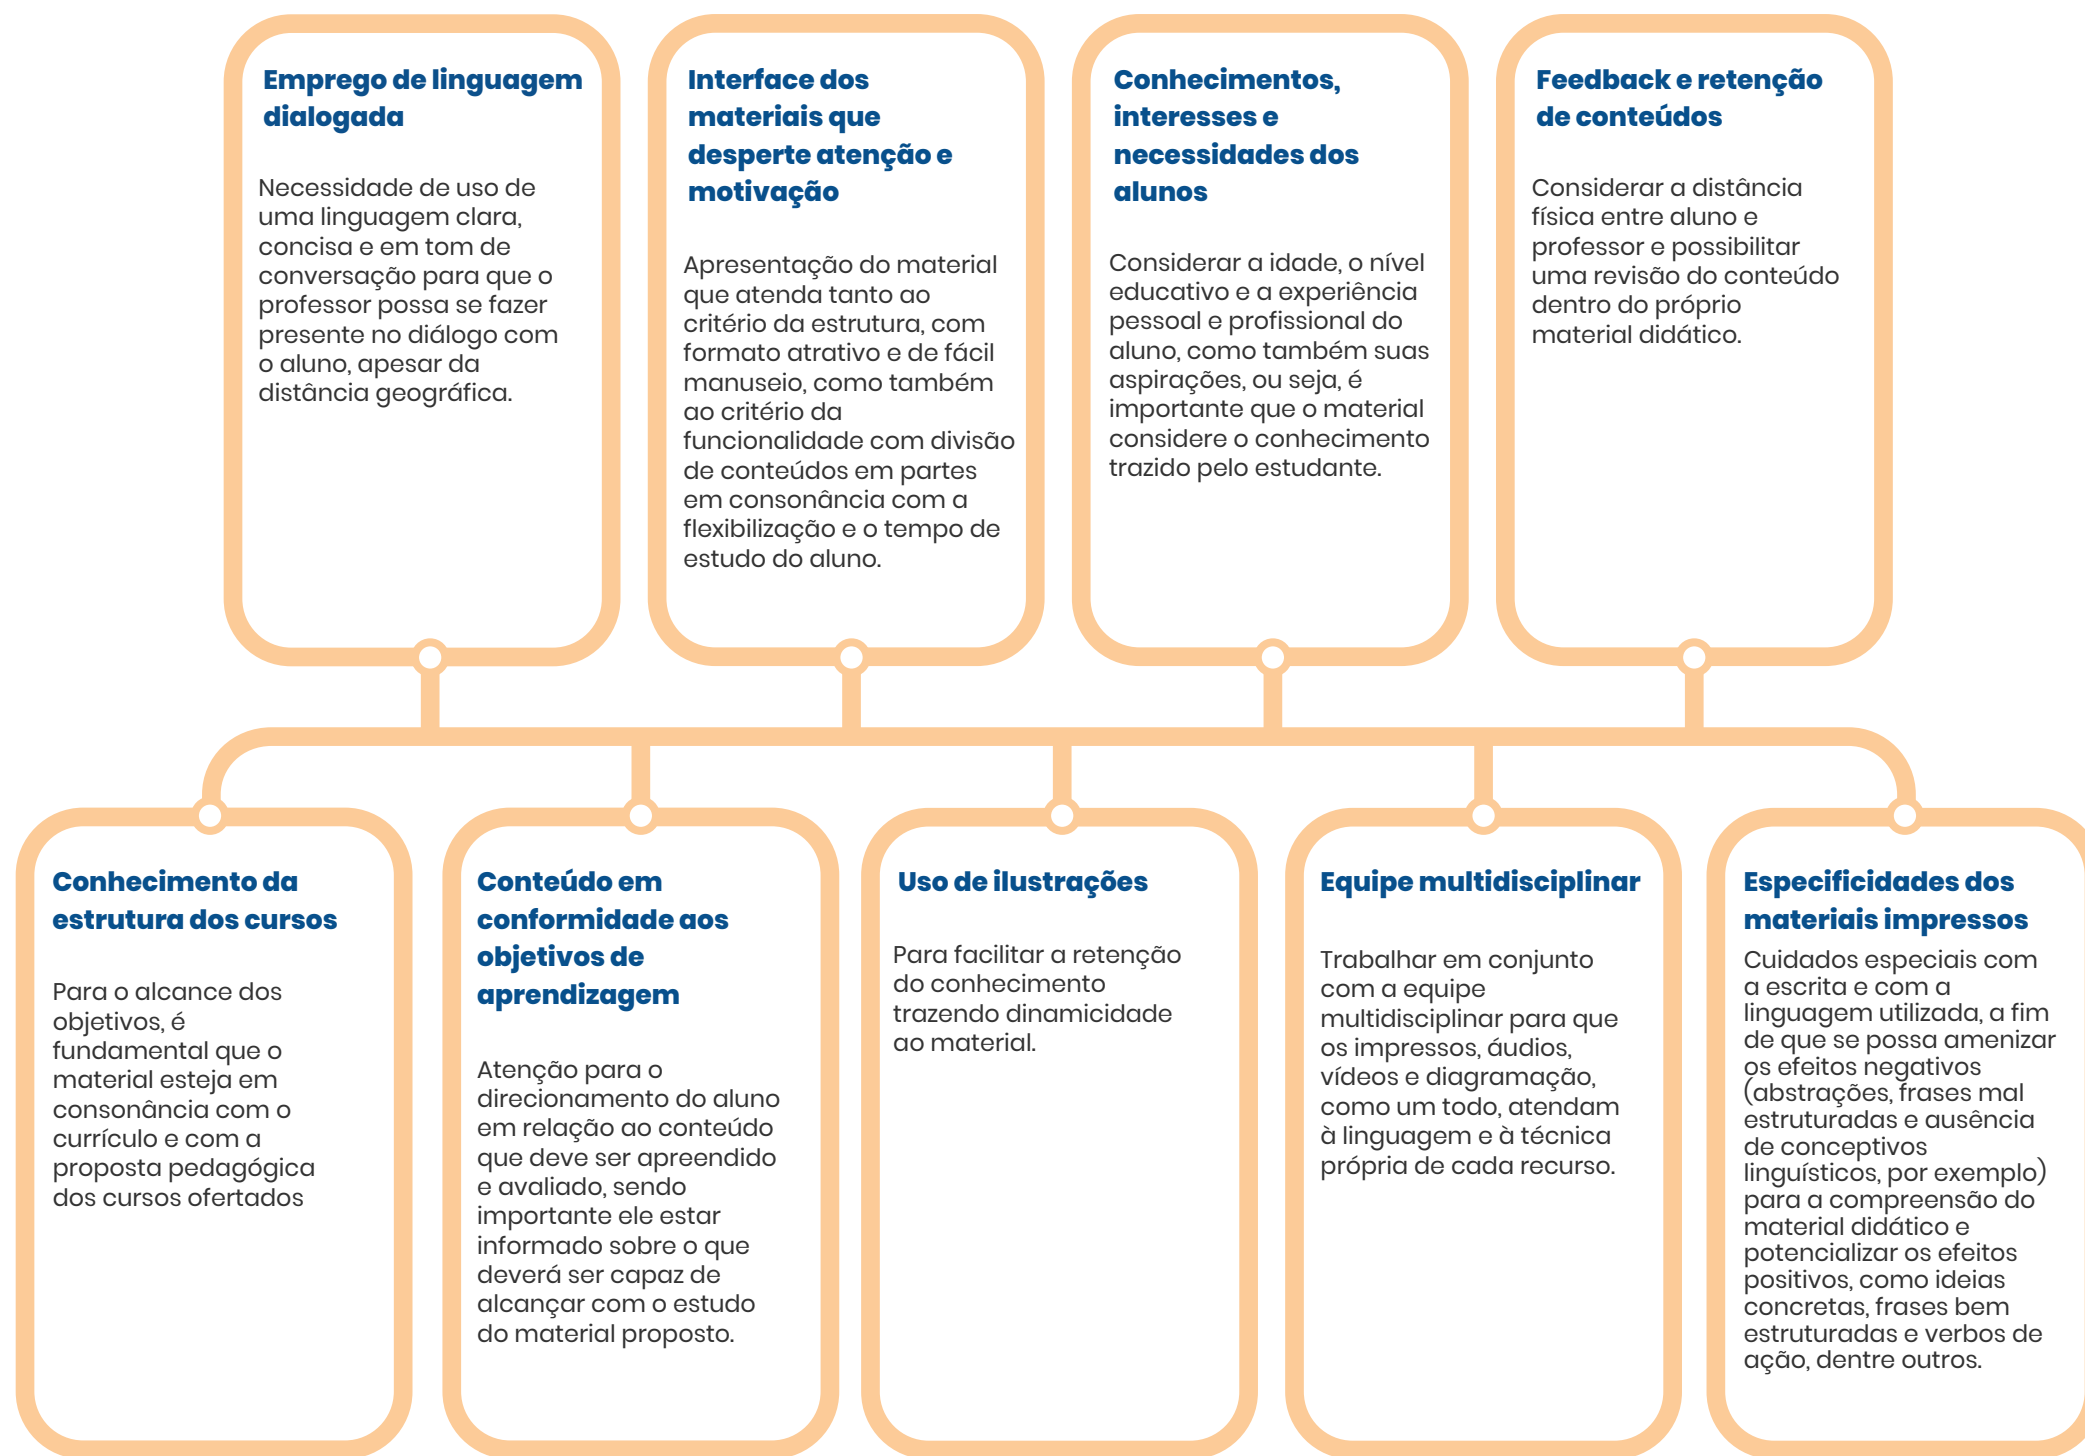 Emprego de linguagem
dialogada
Necessidade de uso de
uma linguagem clara,
concisa e em tom de
conversação para que o
professor possa se fazer
presente no diálogo com
o aluno, apesar da
distância geográfica.
Interface dos
materiais que
desperte atenção e
motivação
Apresentação do material
que atenda tanto ao
critério da estrutura, com
formato atrativo e de fácil
manuseio, como também
ao critério da
funcionalidade com divisão
de conteúdos em partes
em consonância com a
flexibilização e o tempo de
estudo do aluno.
Conhecimentos,
interesses e
necessidades dos
alunos
Considerar a idade, o nível
educativo e a experiência
pessoal e profissional do
aluno, como também suas
aspirações, ou seja, é
importante que o material
considere o conhecimento
trazido pelo estudante.
Feedback e retenção
de conteúdos
Considerar a distância
física entre aluno e
professor e possibilitar
uma revisão do conteúdo
dentro do próprio
material didático.
Conhecimento da
estrutura dos cursos
Para o alcance dos
objetivos, é
fundamental que o
material esteja em
consonância com o
currículo e com a
proposta pedagógica
dos cursos ofertados
Conteúdo em
conformidade aos
objetivos de
aprendizagem
Atenção para o
direcionamento do aluno
em relação ao conteúdo
que deve ser apreendido
e avaliado, sendo
importante ele estar
informado sobre o que
deverá ser capaz de
alcançar com o estudo
do material proposto.
Uso de ilustrações
Para facilitar a retenção
do conhecimento
trazendo dinamicidade
ao material.
Equipe multidisciplinar
Trabalhar em conjunto
com a equipe
multidisciplinar para que
os impressos, áudios,
vídeos e diagramação,
como um todo, atendam
à linguagem e à técnica
própria de cada recurso.
Especificidades dos
materiais impressos
Cuidados especiais com
a escrita e com a
linguagem utilizada, a fim
de que se possa amenizar
os efeitos negativos
(abstrações, frases mal
estruturadas e ausência
de conceptivos
linguísticos, por exemplo)
para a compreensão do
material didático e
potencializar os efeitos
positivos, como ideias
concretas, frases bem
estruturadas e verbos de
ação, dentre outros.